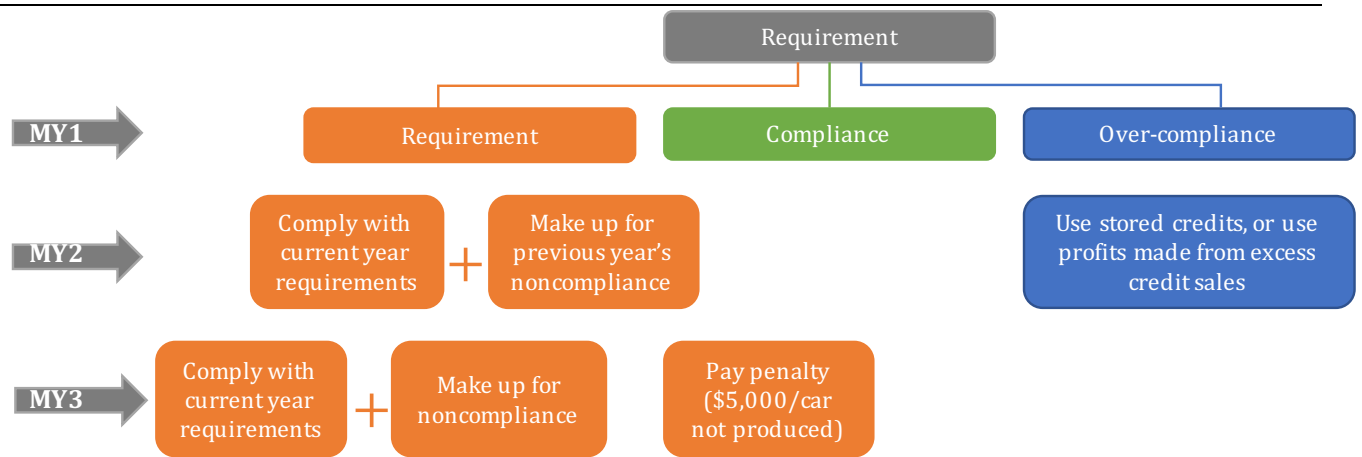 Requirement
MY1
Requirement
Compliance
Over-compliance
MY2
Comply with
current year
requirements
+
Make up for
previous year’s
noncompliance
Use stored credits, or use
profits made from excess
credit sales
MY3
Comply with
current year
requirements
+
Make up for
noncompliance
Pay penalty
($5,000/car
not produced)